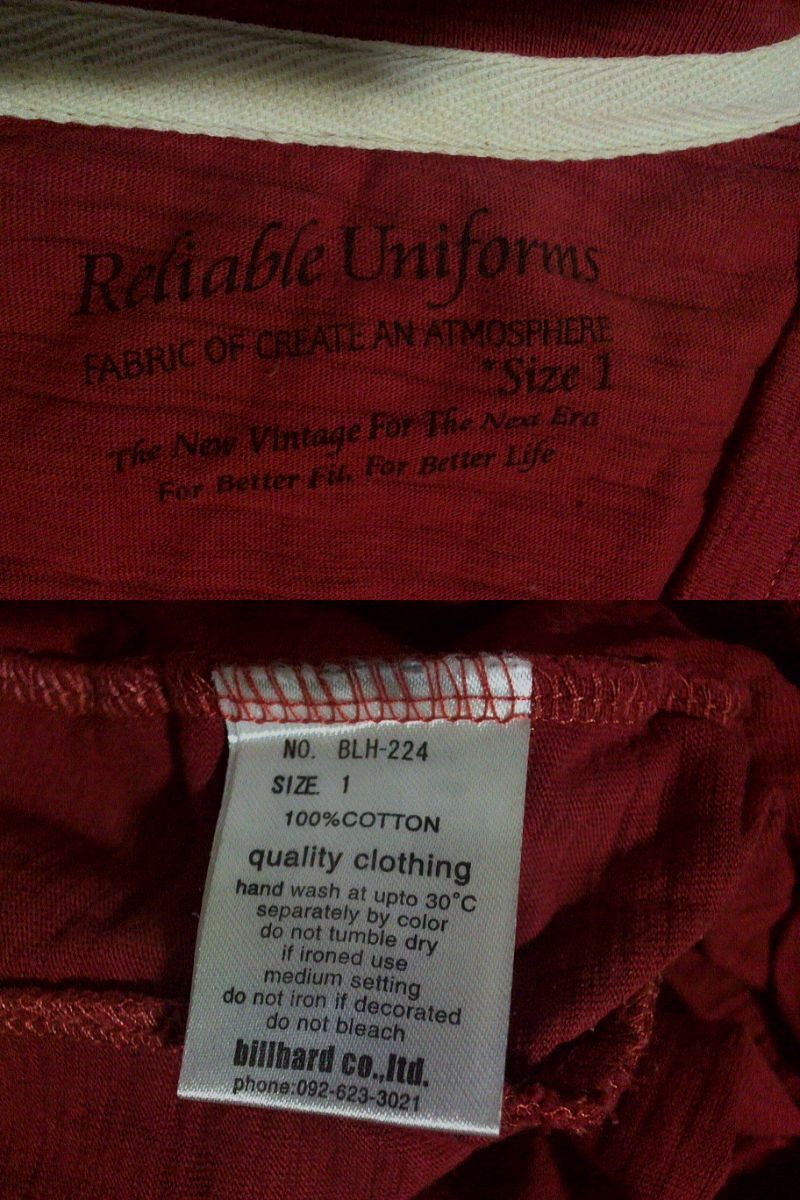 Reliable Uniforms
FABRIC OF CREATE AN ATMOSPHERE
*Size 1
The New Vintage For The Next Era
For Better Fit, For Better Life
NO. BLH-224
SIZE. 1
100%COTTON
quality clothing
hand wash at upto 30°C
separately by color
do not tumble dry
if ironed use
medium setting
do not iron if decorated
do not bleach
billhard co.,ltd.
phone:092-623-3021